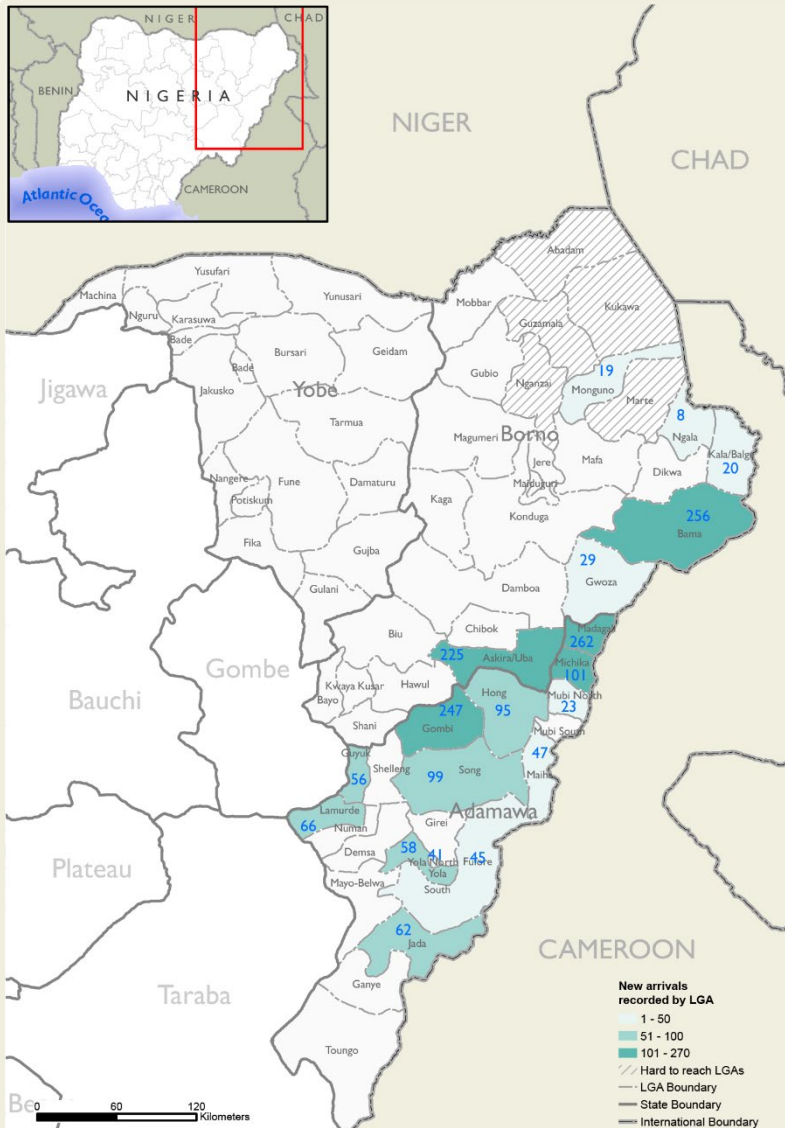 NIGER
CHAD
BENIN
NIGERIA
CAMEROON
NIGER
CHAD
Abadam
Yusufari
Machina
Yunusari
Mobbar
Kukawa
Nguru
Karasuwa
Guzamala
Bade
Bursari
Geidam
Gubio
19
Jigawa
Bade
Nganzai
Monguno
Jakusko
Yobe
Marte
8
Tarmua
Magumeri
Borno
Ngala
Kala/Balge
Jere
Mafa
20
Nangere
Fune
Damaturu
Dikwa
Maiduguri
Potiskum
Kaga
Konduga
256
Bama
Fika
Gujba
29
Gulani
Damboa
Gwoza
Biu
Chibok
Madagali
262
225
Askira/Uba
Michika
Gombe
101
Bauchi
Kwaya Kusar
Hawul
Hong
Mubi North
Bayo
247
95
23
Shani
Gombi
Mubi South
Guyuk
47
56
Shelleng
99
Song
Maiha
Lamurde
Adamawa
66
Numan
Girei
Plateau
Demsa
58
41
45
Yola North
Fufore
Yola
Mayo-Belwa
South
62
Jada
CAMEROON
Taraba
Ganye
Toungo
New arrivals
recorded by LGA
1 - 50
51 - 100
101 - 270
Hard to reach LGAs
LGA Boundary
State Boundary
International Boundary
0 60 120
Kilometers